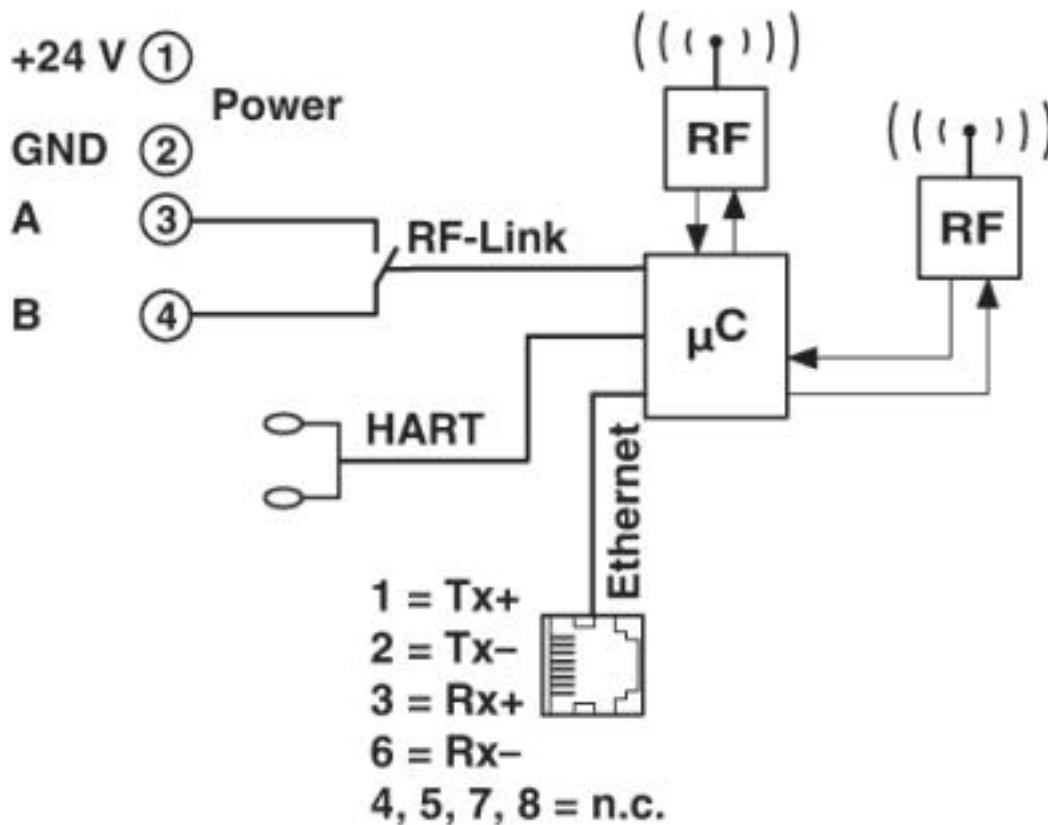 +24 V 1
Power
GND 2
A 3
RF-Link
B 4
HART
Ethernet
RF
RF
µC
1 = Tx+
2 = Tx–
3 = Rx+
6 = Rx–
4, 5, 7, 8 = n.c.